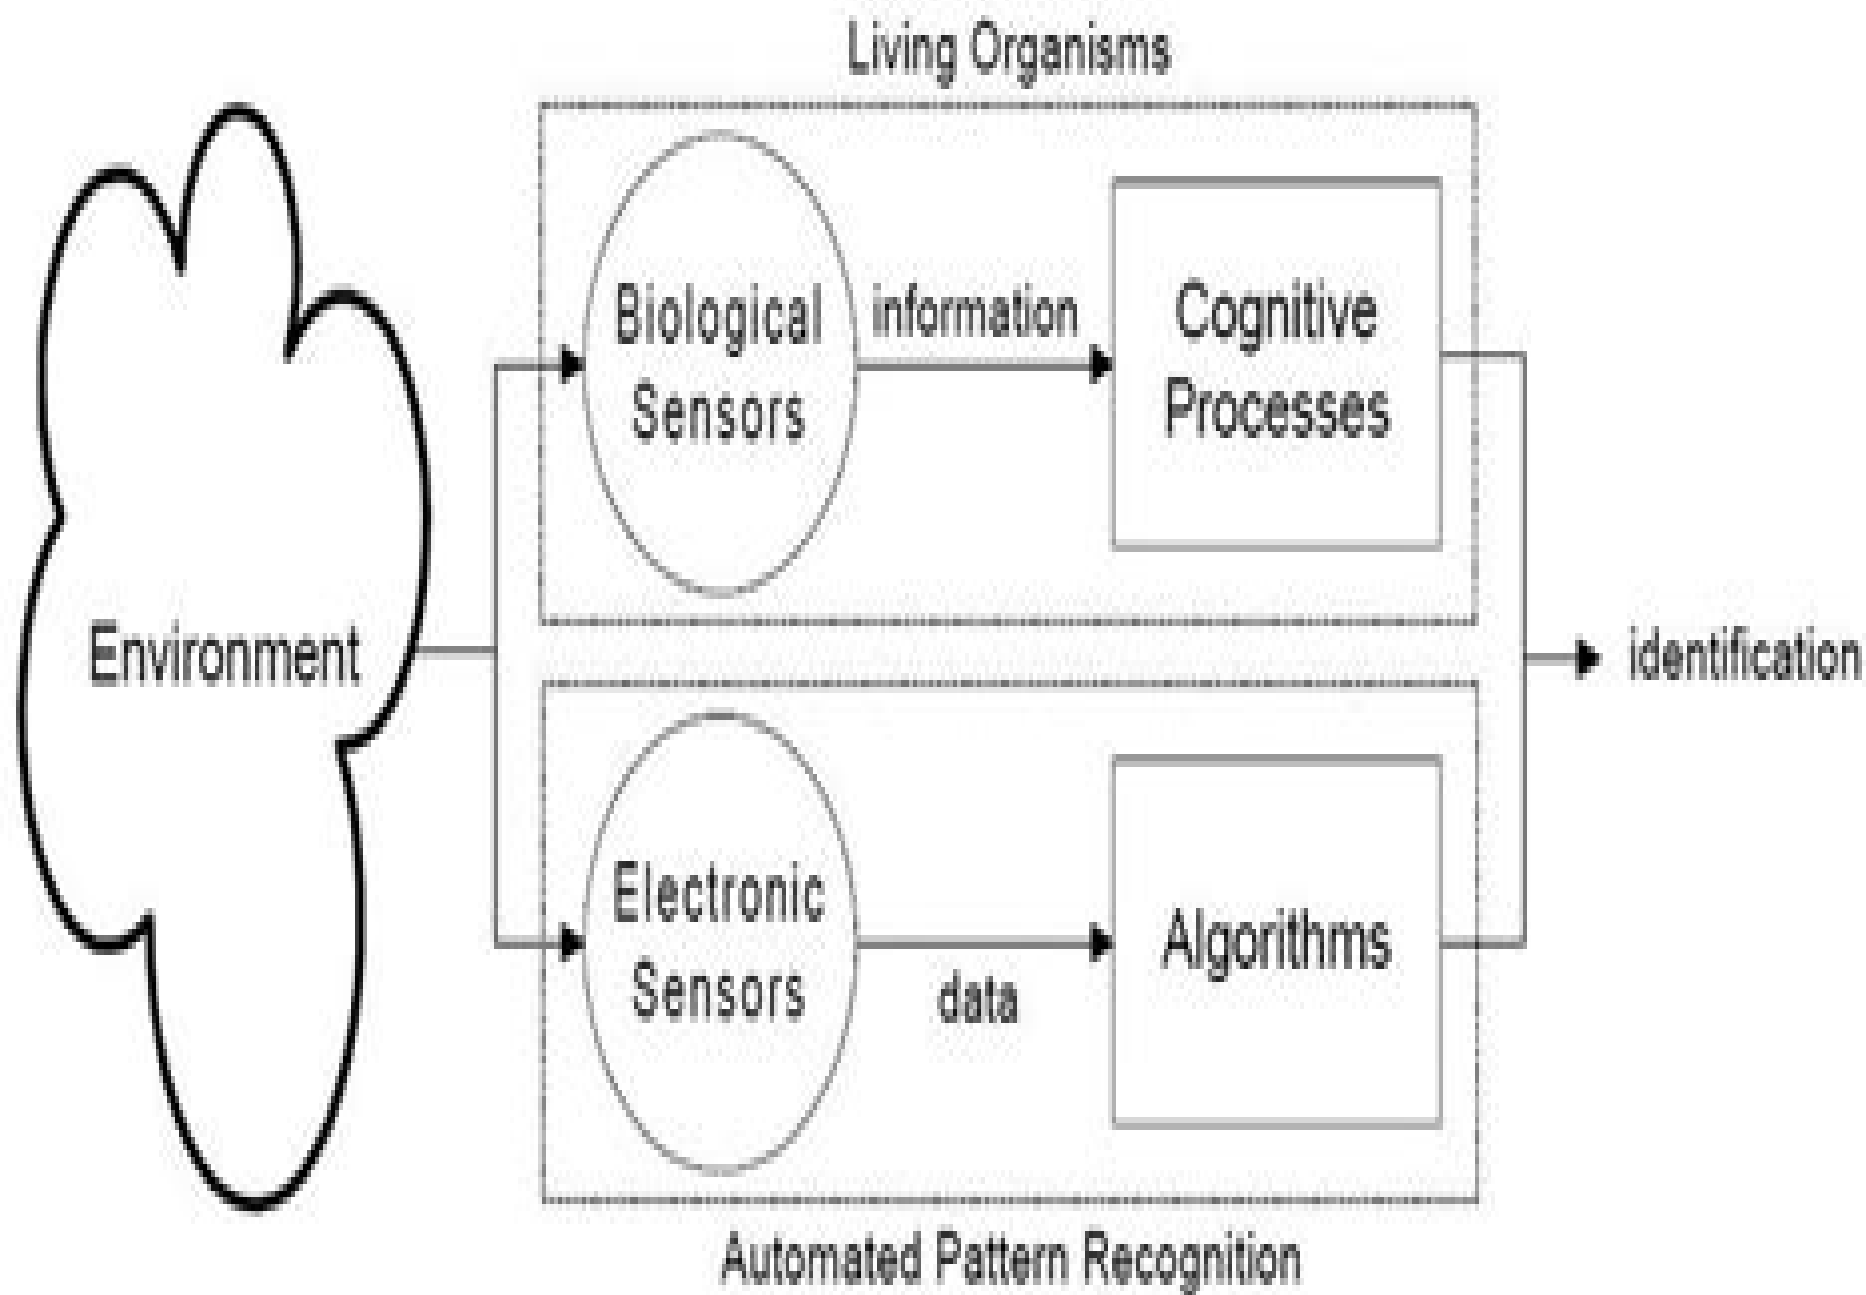 Living Organisms
Biological
Sensors
information
Cognitive
Processes
Environment
identification
Electronic
Sensors
data
Algorithms
Automated Pattern Recognition